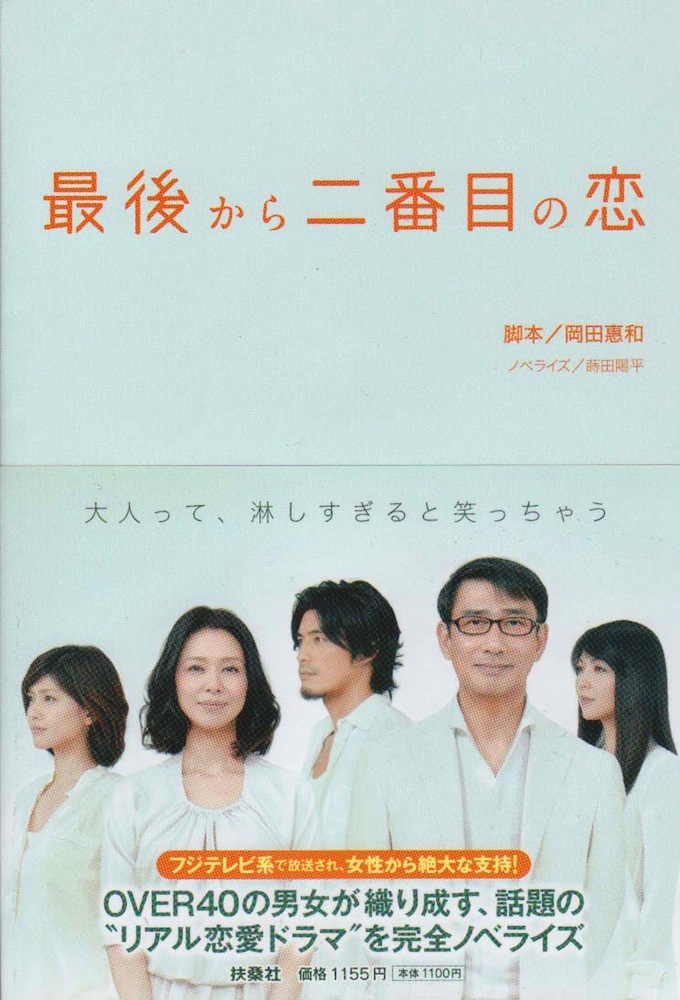 最後から二番目の恋
脚本／岡田惠和
ノベライズ／蒔田陽平
大人って、淋しすぎると笑っちゃう
フジテレビ系で放送され、女性から絶大な支持！
OVER40の男女が織り成す、話題の
〝リアル恋愛ドラマ〟を完全ノベライズ
扶桑社　価格 1155円 本体 1100円